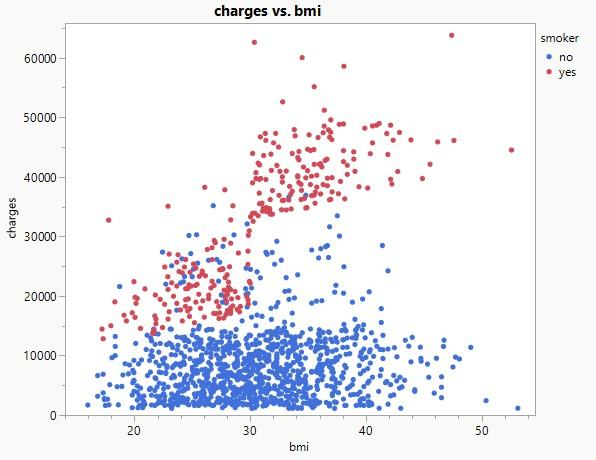 charges vs. bmi
smoker
no
yes
60000
50000
40000
30000
20000
10000
0
charges
20 30 40 50
bmi